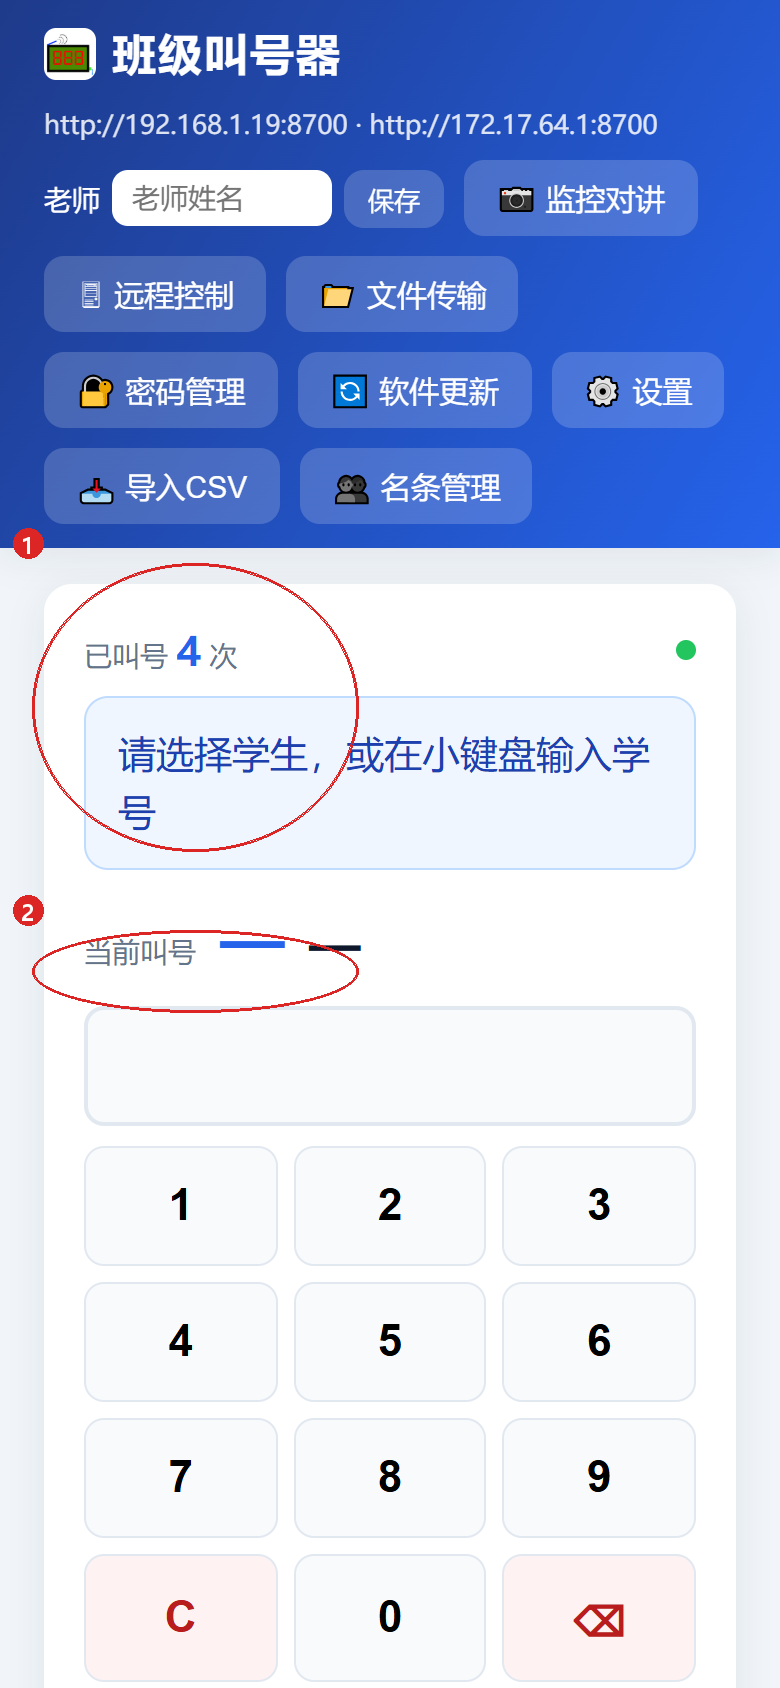 班级叫号器
http://192.168.1.19:8700 · http://172.17.64.1:8700
老师 老师姓名 保存 监控对讲
远程控制 文件传输
密码管理 软件更新 设置
导入CSV 名条管理
1
已叫号 4 次
请选择学生，或在小键盘输入学
号
2
当前叫号 — —
1 2 3
4 5 6
7 8 9
C 0 ⌫